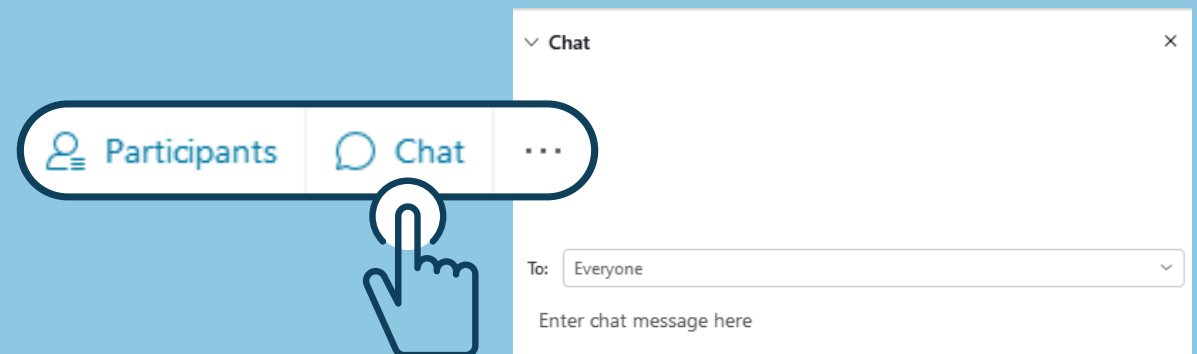 Chat
Participants
Chat
...
To: Everyone
Enter chat message here